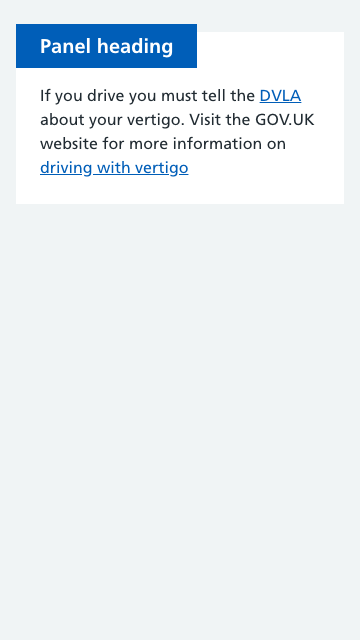 Panel heading
If you drive you must tell the DVLA
about your vertigo. Visit the GOV.UK
website for more information on
driving with vertigo